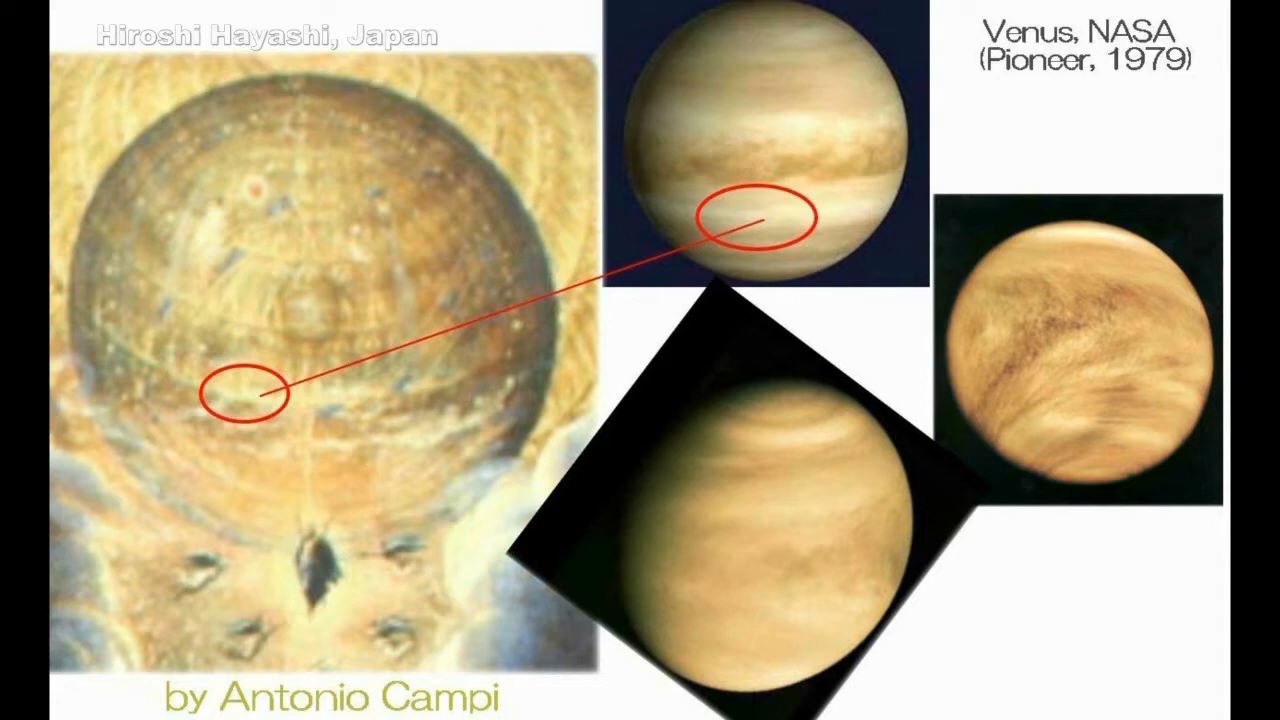 Hiroshi Hayashi, Japan
Venus, NASA
(Pioneer, 1979)
by Antonio Campi